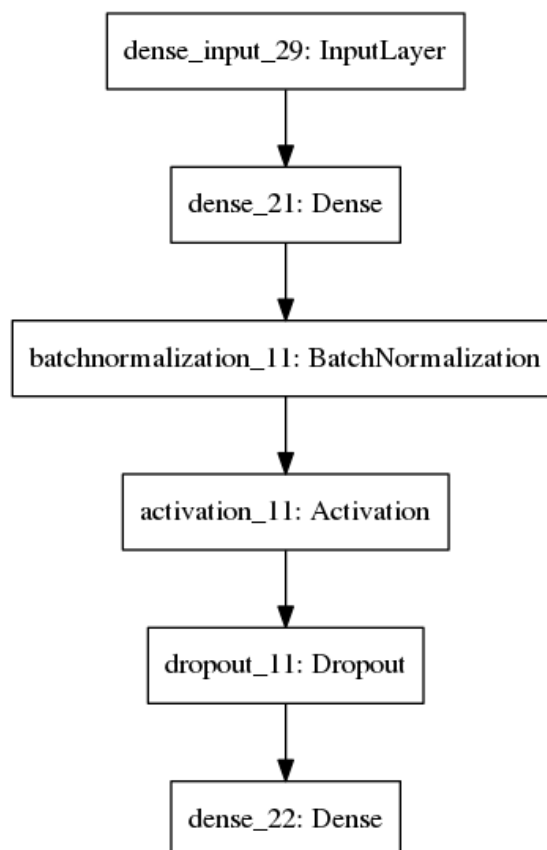 dense_input_29: InputLayer
dense_21: Dense
batchnormalization_11: BatchNormalization
activation_11: Activation
dropout_11: Dropout
dense_22: Dense